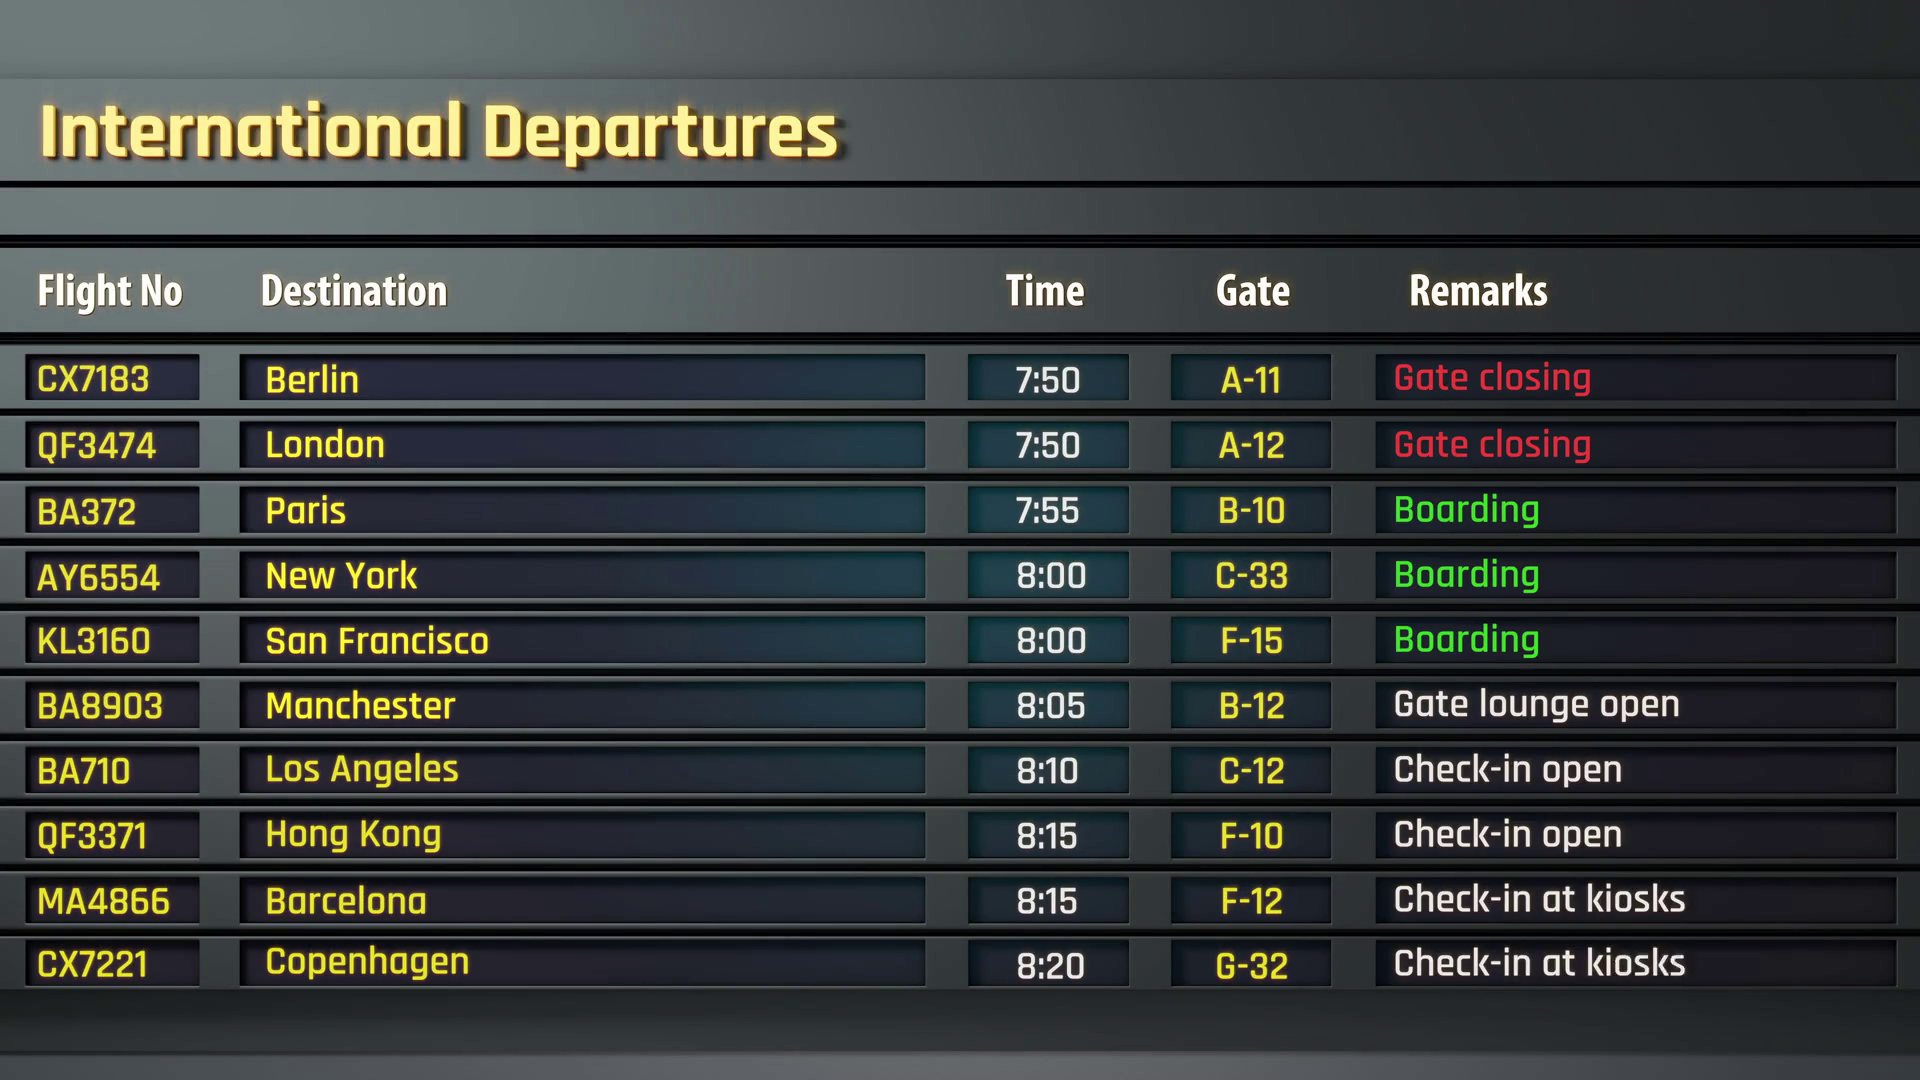 International Departures
Flight No Destination Time Gate Remarks
CX7183 Berlin 7:50 A-11 Gate closing
QF3474 London 7:50 A-12 Gate closing
BA372 Paris 7:55 B-10 Boarding
AY6554 New York 8:00 C-33 Boarding
KL3160 San Francisco 8:00 F-15 Boarding
BA8903 Manchester 8:05 B-12 Gate lounge open
BA710 Los Angeles 8:10 C-12 Check-in open
QF3371 Hong Kong 8:15 F-10 Check-in open
MA4866 Barcelona 8:15 F-12 Check-in at kiosks
CX7221 Copenhagen 8:20 G-32 Check-in at kiosks